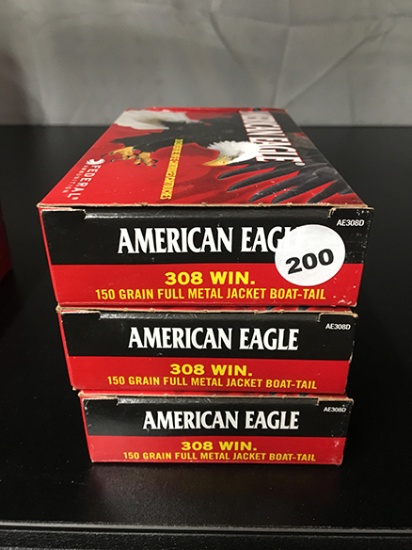 AMERICAN EAGLE
FEDERAL
AMMUNITION
AE308D
AMERICAN EAGLE
200
308 WIN.
150 GRAIN FULL METAL JACKET BOAT-TAIL
AE308D
AMERICAN EAGLE
308 WIN.
150 GRAIN FULL METAL JACKET BOAT-TAIL
AE308D
AMERICAN EAGLE
308 WIN.
150 GRAIN FULL METAL JACKET BOAT-TAIL